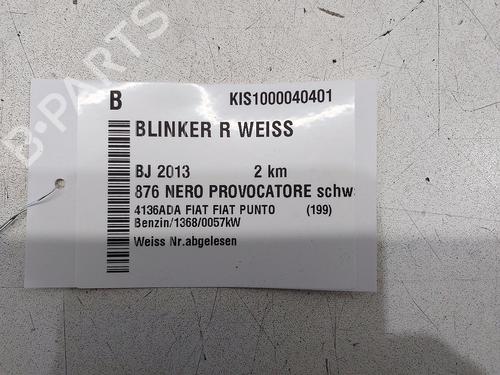 B KIS1000040401
BLINKER R WEISS
BJ 2013 2 km
876 NERO PROVOCATORE schw
4136ADA FIAT FIAT PUNTO (199)
Benzin/1368/0057kW
Weiss Nr.abgelesen
B-PARTS